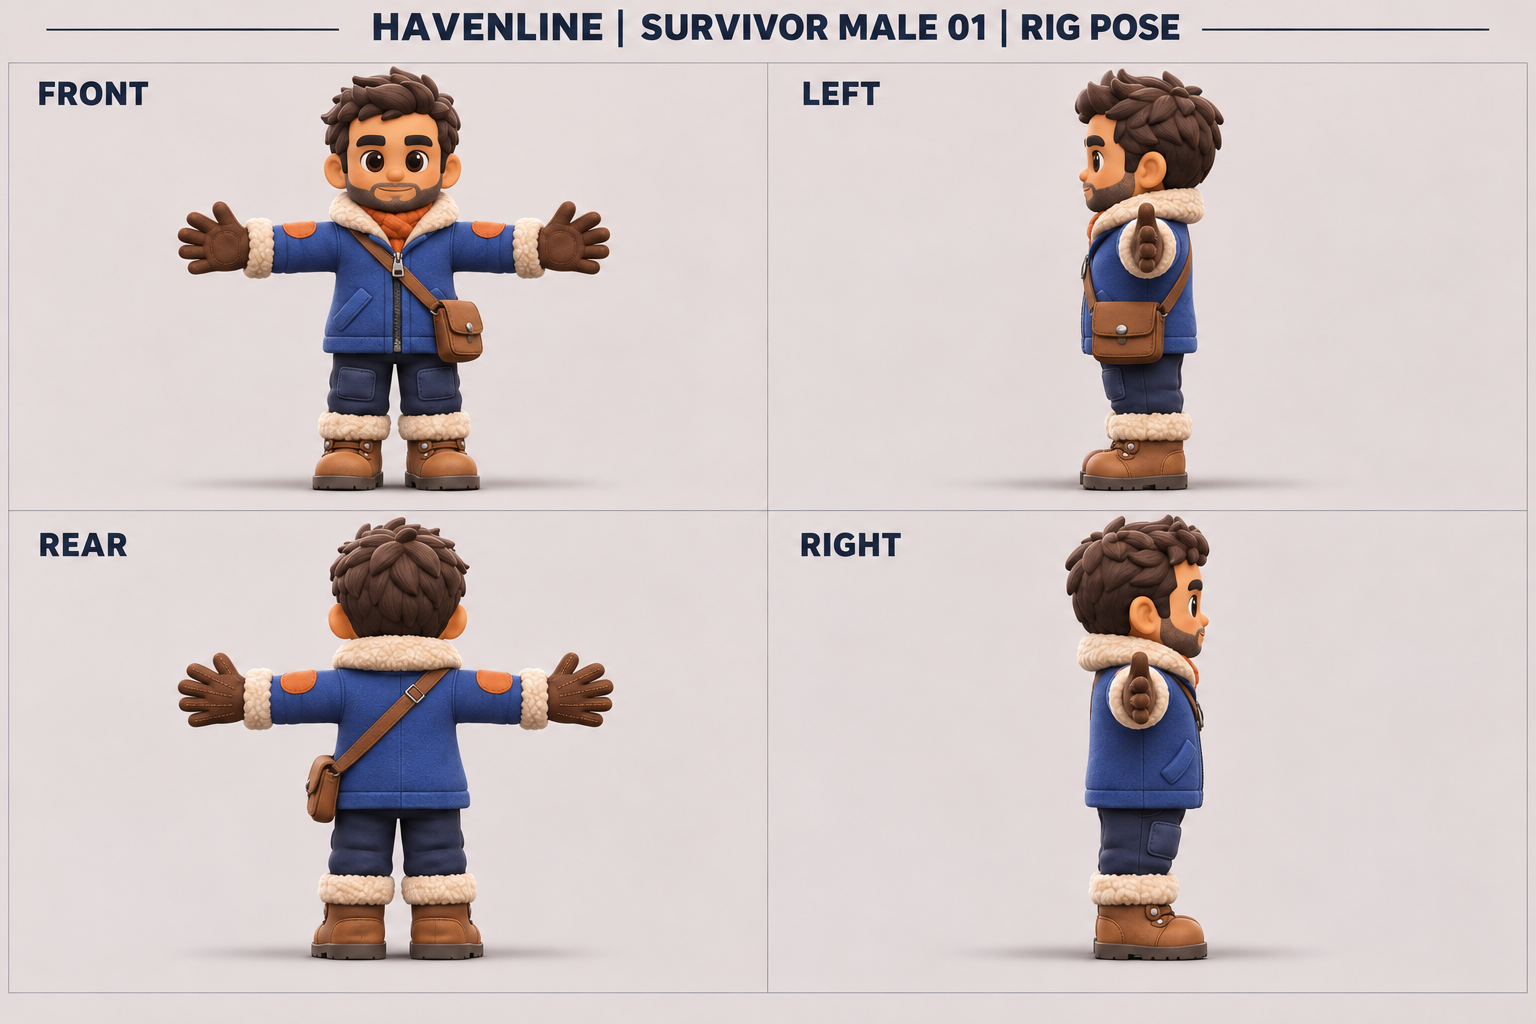 HAVENLINE | SURVIVOR MALE 01 | RIG POSE
FRONT
LEFT
REAR
RIGHT